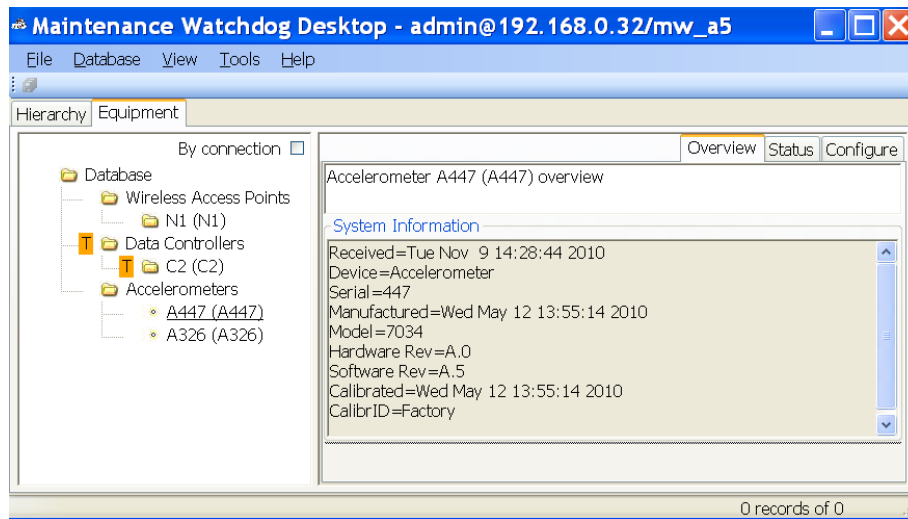 Maintenance Watchdog Desktop - admin@192.168.0.32/mw_a5
File Database View Tools Help
Hierarchy Equipment
By connection
Overview Status Configure
Database
Wireless Access Points
N1 (N1)
T Data Controllers
T C2 (C2)
Accelerometers
A447 (A447)
A326 (A326)
Accelerometer A447 (A447) overview
System Information
Received=Tue Nov 9 14:28:44 2010
Device=Accelerometer
Serial=447
Manufactured=Wed May 12 13:55:14 2010
Model=7034
Hardware Rev=A.0
Software Rev=A.5
Calibrated=Wed May 12 13:55:14 2010
CalibrID=Factory
0 records of 0